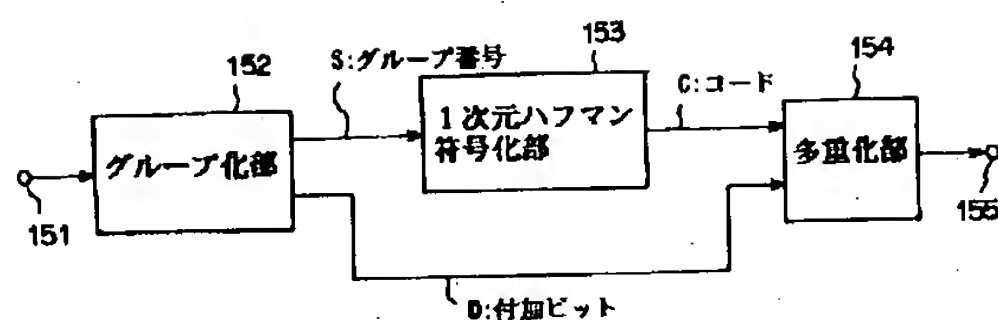 153
S:グループ番号
152
154
1次元ハフマン
符号化部
C:コード
グループ化部
多重化部
151
155
D:付加ビット